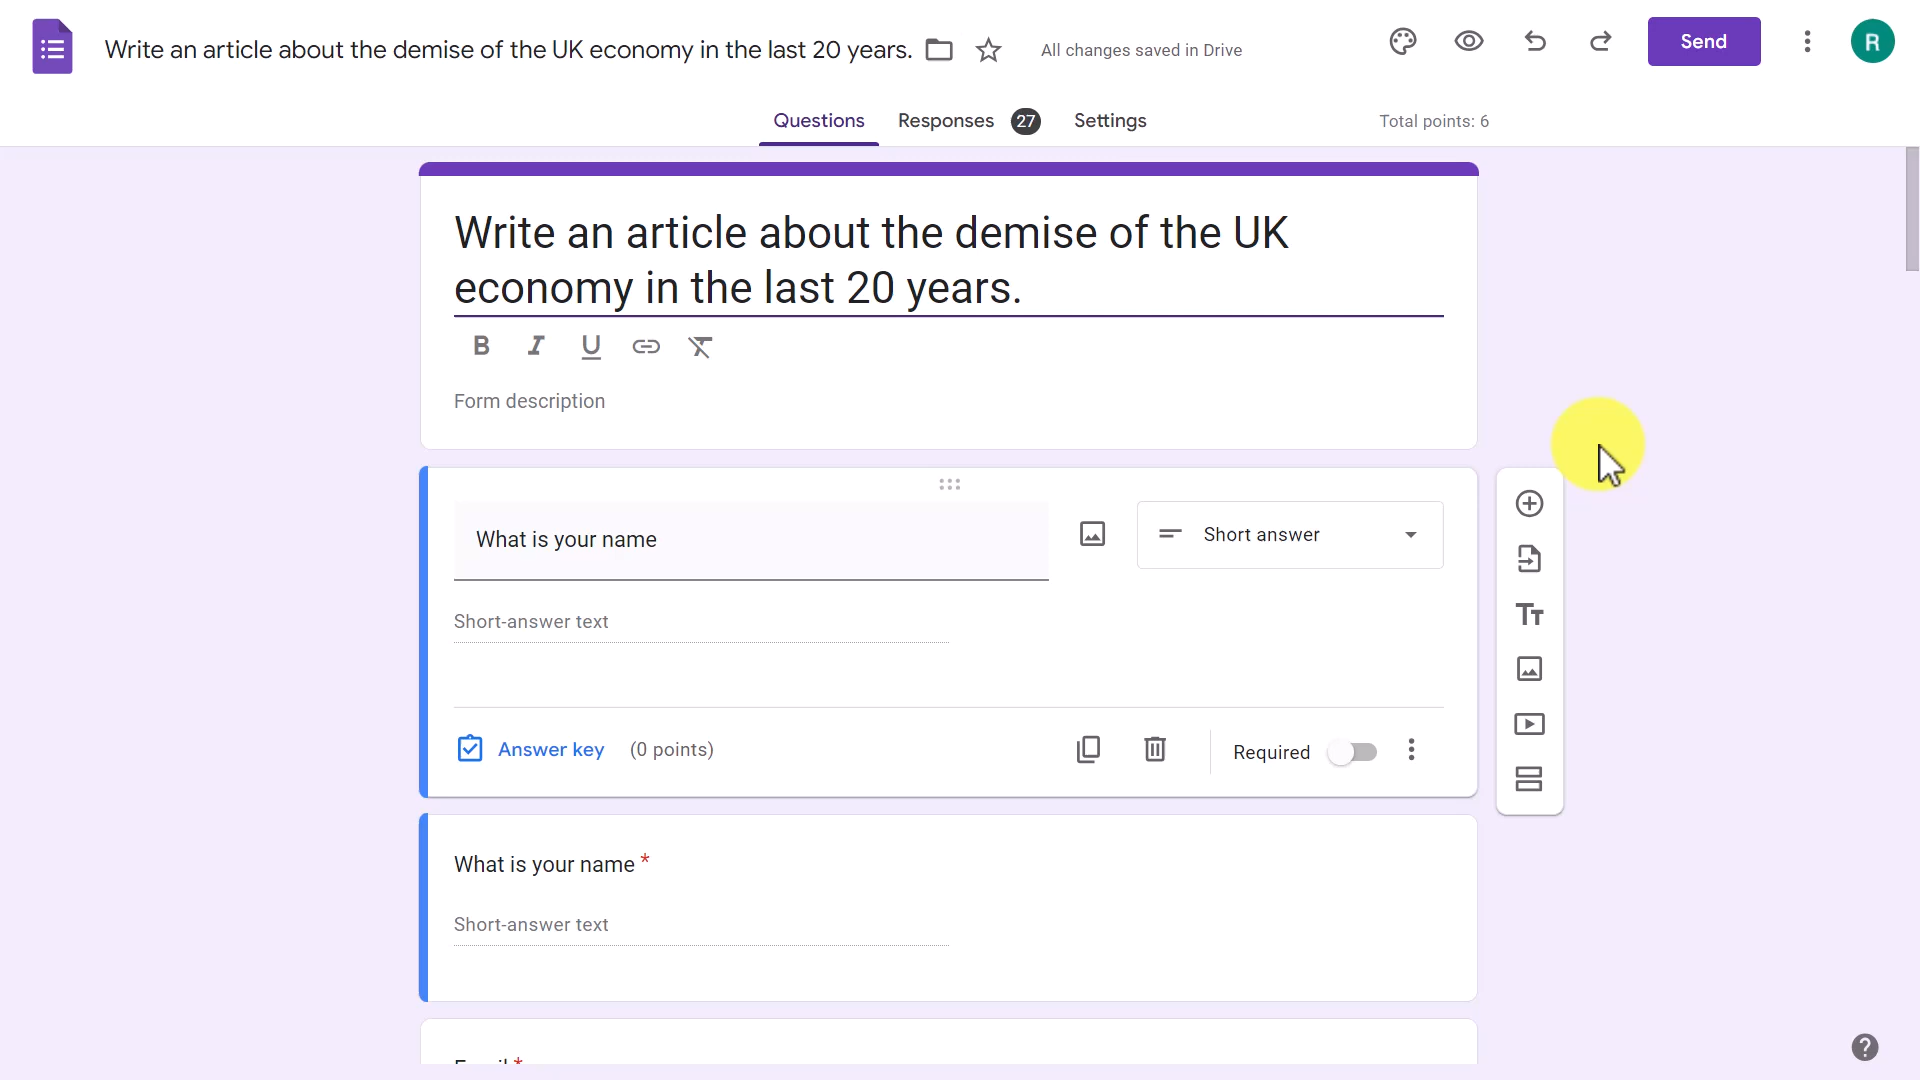 Write an article about the demise of the UK economy in the last 20 years.
All changes saved in Drive
Send
R
Questions
Responses 27
Settings
Total points: 6
Write an article about the demise of the UK
economy in the last 20 years.
B I U
Form description
What is your name
Short answer
Short-answer text
Answer key (0 points)
Required
What is your name *
Short-answer text